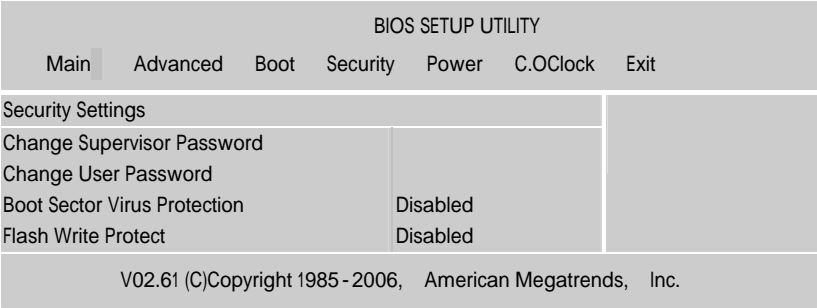 BIOS SETUP UTILITY
Main Advanced Boot Security Power C.OClock Exit
Security Settings
Change Supervisor Password
Change User Password
Boot Sector Virus Protection Disabled
Flash Write Protect Disabled
V02.61 (C)Copyright 1985-2006, American Megatrends, Inc.